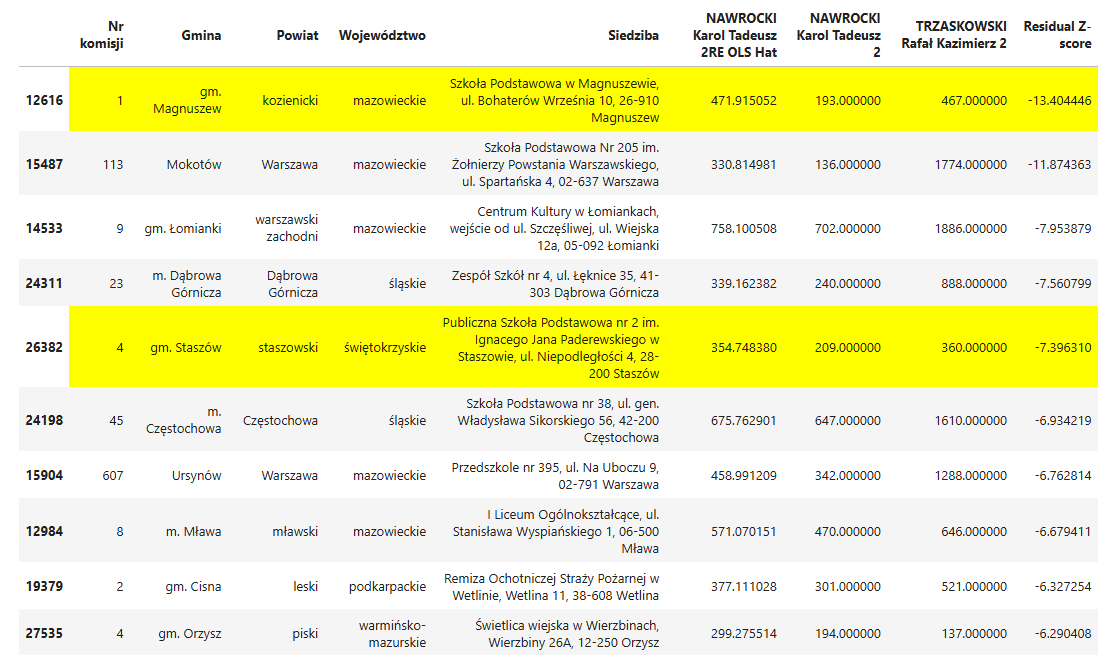 Nr komisji Gmina Powiat Województwo Siedziba NAWROCKI Karol Tadeusz 2RE OLS Hat NAWROCKI Karol Tadeusz 2 TRZASKOWSKI Rafał Kazimierz 2 Residual Z-score
12616 1 gm. Magnuszew kozienicki mazowieckie Szkoła Podstawowa w Magnuszewie, ul. Bohaterów Września 10, 26-910 Magnuszew 471.915052 193.000000 467.000000 -13.404446
15487 113 Mokotów Warszawa mazowieckie Szkoła Podstawowa Nr 205 im. Żołnierzy Powstania Warszawskiego, ul. Spartańska 4, 02-637 Warszawa 330.814981 136.000000 1774.000000 -11.874363
14533 9 gm. Łomianki warszawski zachodni mazowieckie Centrum Kultury w Łomiankach, wejście od ul. Szczęśliwej, ul. Wiejska 12a, 05-092 Łomianki 758.100508 702.000000 1886.000000 -7.953879
24311 23 m. Dąbrowa Górnicza Dąbrowa Górnicza śląskie Zespół Szkół nr 4, ul. Łęknice 35, 41-303 Dąbrowa Górnicza 339.162382 240.000000 888.000000 -7.560799
26382 4 gm. Staszów staszowski świętokrzyskie Publiczna Szkoła Podstawowa nr 2 im. Ignacego Jana Paderewskiego w Staszowie, ul. Niepodległości 4, 28-200 Staszów 354.748380 209.000000 360.000000 -7.396310
24198 45 m. Częstochowa Częstochowa śląskie Szkoła Podstawowa nr 38, ul. gen. Władysława Sikorskiego 56, 42-200 Częstochowa 675.762901 647.000000 1610.000000 -6.934219
15904 607 Ursynów Warszawa mazowieckie Przedszkole nr 395, ul. Na Uboczu 9, 02-791 Warszawa 458.991209 342.000000 1288.000000 -6.762814
12984 8 m. Mława mławski mazowieckie I Liceum Ogólnokształcące, ul. Stanisława Wyspiańskiego 1, 06-500 Mława 571.070151 470.000000 646.000000 -6.679411
19379 2 gm. Cisna leski podkarpackie Remiza Ochotniczej Straży Pożarnej w Wetlinie, Wetlina 11, 38-608 Wetlina 377.111028 301.000000 521.000000 -6.327254
27535 4 gm. Orzysz piski warmińsko-mazurskie Świetlica wiejska w Wierzbinach, Wierzbiny 26A, 12-250 Orzysz 299.275514 194.000000 137.000000 -6.290408